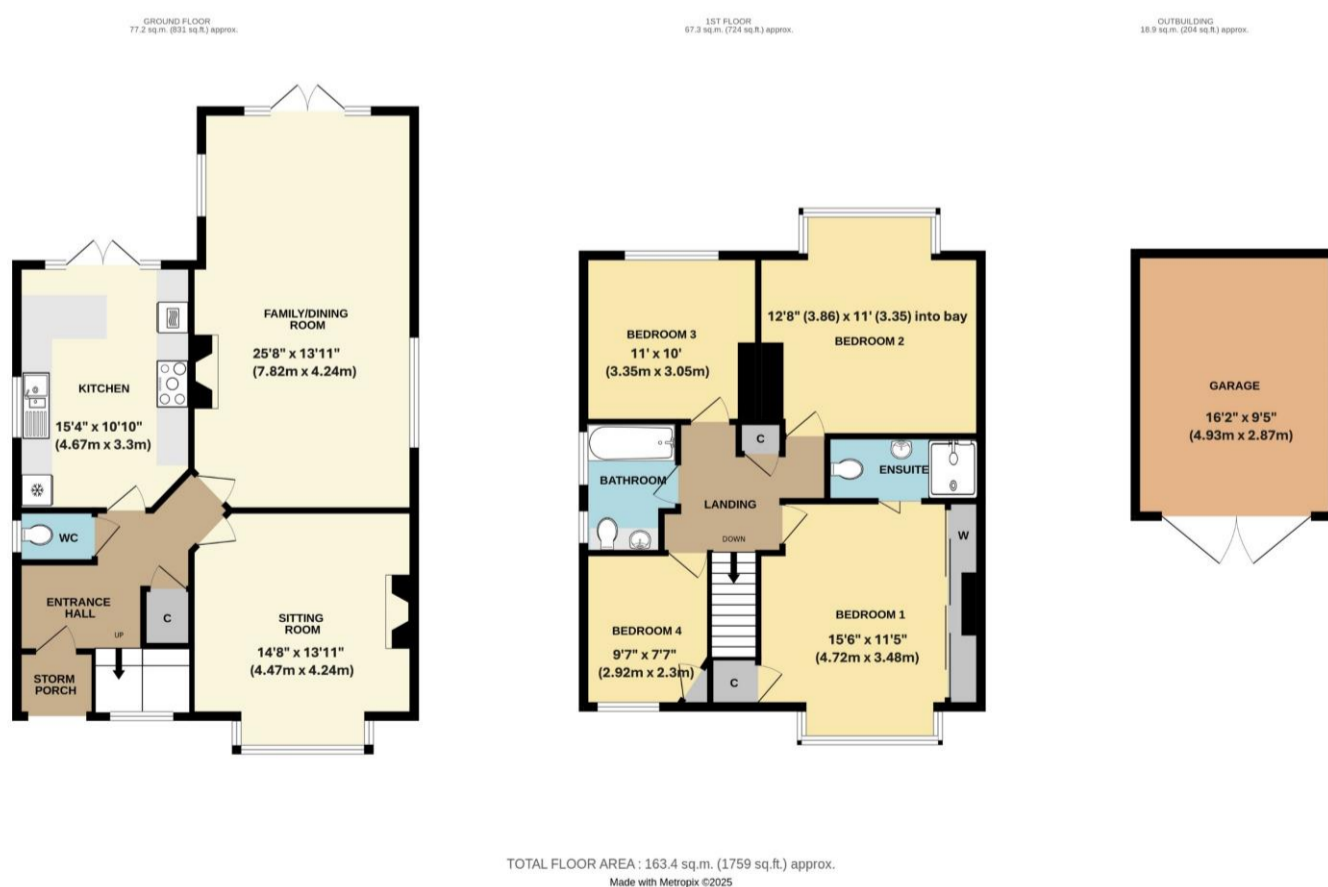 GROUND FLOOR
77.2 sq.m. (831 sq.ft.) approx.
FAMILY/DINING
ROOM
25'8" x 13'11"
(7.82m x 4.24m)
KITCHEN
15'4" x 10'10"
(4.67m x 3.3m)
WC
ENTRANCE
HALL
UP
C
SITTING
ROOM
14'8" x 13'11"
(4.47m x 4.24m)
STORM
PORCH
1ST FLOOR
67.3 sq.m. (724 sq.ft.) approx.
12'8" (3.86) x 11' (3.35) into bay
BEDROOM 2
BEDROOM 3
11' x 10'
(3.35m x 3.05m)
C
BATHROOM
ENSUITE
LANDING
DOWN
W
BEDROOM 1
15'6" x 11'5"
(4.72m x 3.48m)
BEDROOM 4
9'7" x 7'7"
(2.92m x 2.3m)
C
OUTBUILDING
18.9 sq.m. (204 sq.ft.) approx.
GARAGE
16'2" x 9'5"
(4.93m x 2.87m)
TOTAL FLOOR AREA : 163.4 sq.m. (1759 sq.ft.) approx.
Made with Metropix ©2025